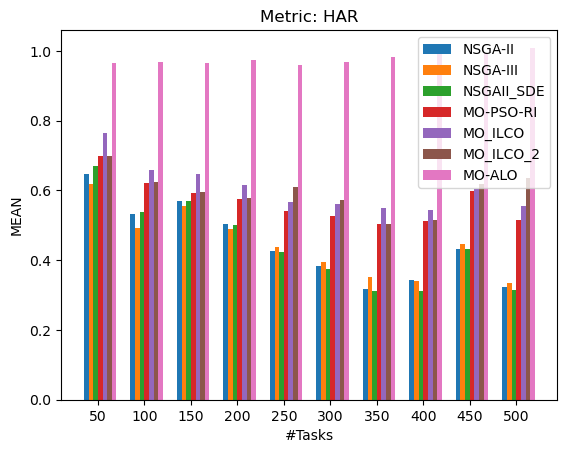 Metric: HAR
NSGA-II
NSGA-III
NSGAII_SDE
MO-PSO-RI
MO_ILCO
MO_ILCO_2
MO-ALO
MEAN
1.0
0.8
0.6
0.4
0.2
0.0
50 100 150 200 250 300 350 400 450 500
#Tasks